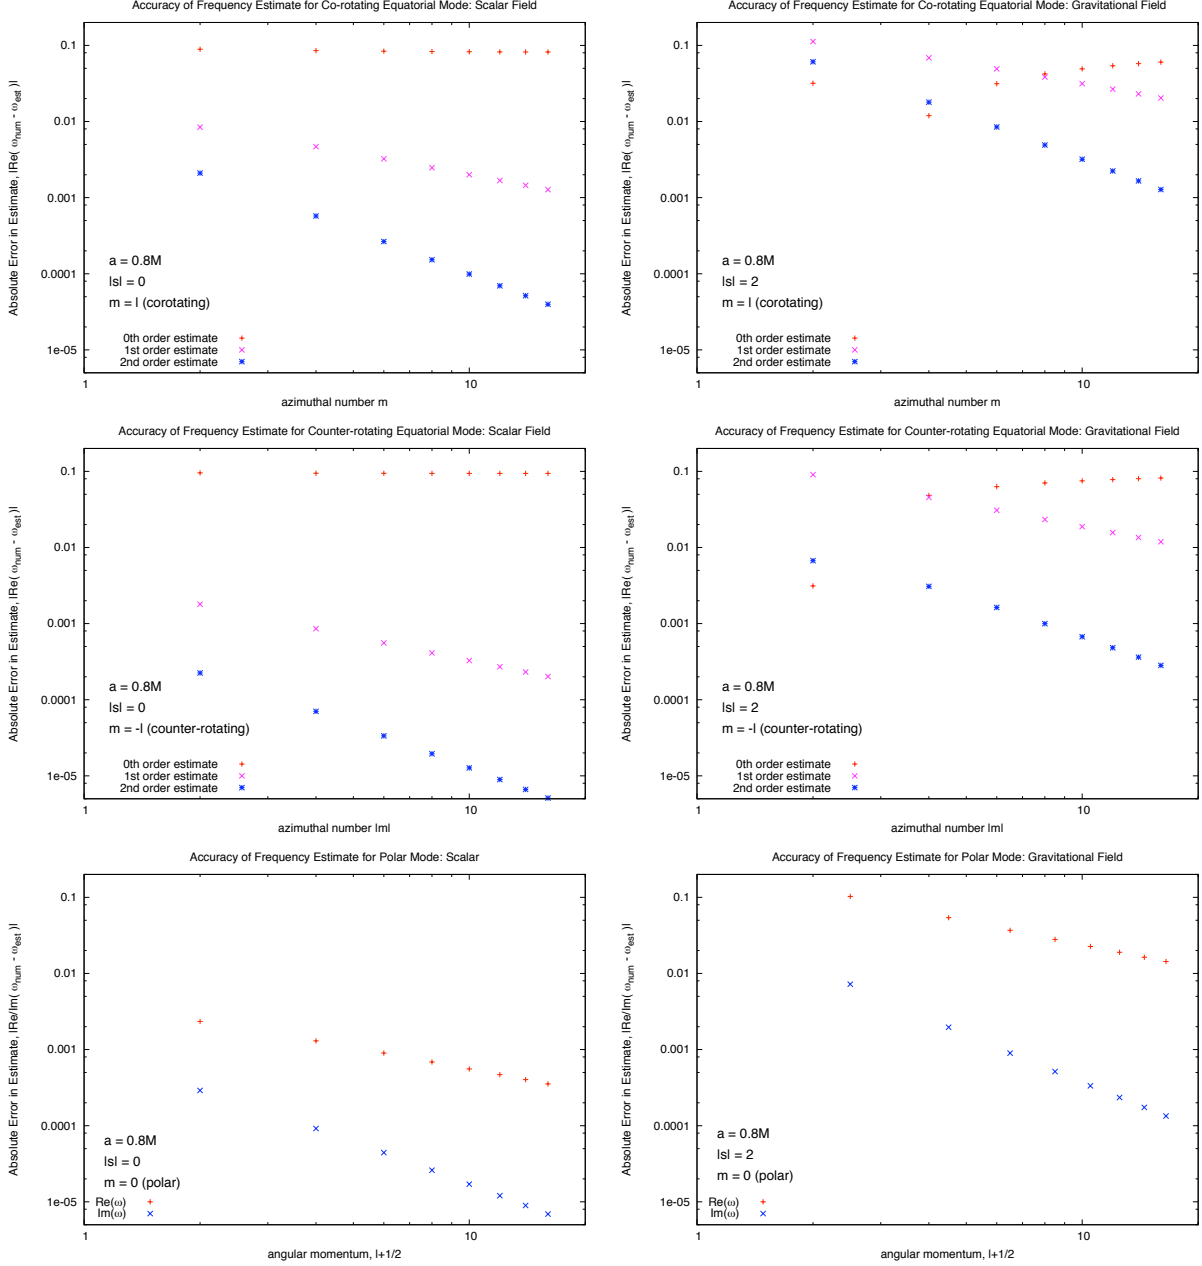 Accuracy of Frequency Estimate for Co-rotating Equatorial Mode: Scalar Field
Absolute Error in Estimate, |Re( ω_num - ω_est )|
0.1
0.01
0.001
0.0001
1e-05
a = 0.8M
|s| = 0
m = l (corotating)
0th order estimate
1st order estimate
2nd order estimate
1
10
azimuthal number m
Accuracy of Frequency Estimate for Co-rotating Equatorial Mode: Gravitational Field
Absolute Error in Estimate, |Re( ω_num - ω_est )|
0.1
0.01
0.001
0.0001
1e-05
a = 0.8M
|s| = 2
m = l (corotating)
0th order estimate
1st order estimate
2nd order estimate
1
10
azimuthal number m
Accuracy of Frequency Estimate for Counter-rotating Equatorial Mode: Scalar Field
Absolute Error in Estimate, |Re( ω_num - ω_est )|
0.1
0.01
0.001
0.0001
1e-05
a = 0.8M
|s| = 0
m = -l (counter-rotating)
0th order estimate
1st order estimate
2nd order estimate
1
10
azimuthal number |m|
Accuracy of Frequency Estimate for Counter-rotating Equatorial Mode: Gravitational Field
Absolute Error in Estimate, |Re( ω_num - ω_est )|
0.1
0.01
0.001
0.0001
1e-05
a = 0.8M
|s| = 2
m = -l (counter-rotating)
0th order estimate
1st order estimate
2nd order estimate
1
10
azimuthal number |m|
Accuracy of Frequency Estimate for Polar Mode: Scalar
Absolute Error in Estimate, |Re/Im( ω_num - ω_est )|
0.1
0.01
0.001
0.0001
1e-05
a = 0.8M
|s| = 0
m = 0 (polar)
Re(ω)
Im(ω)
1
10
angular momentum, l+1/2
Accuracy of Frequency Estimate for Polar Mode: Gravitational Field
Absolute Error in Estimate, |Re/Im( ω_num - ω_est )|
0.1
0.01
0.001
0.0001
1e-05
a = 0.8M
|s| = 2
m = 0 (polar)
Re(ω)
Im(ω)
1
10
angular momentum, l+1/2